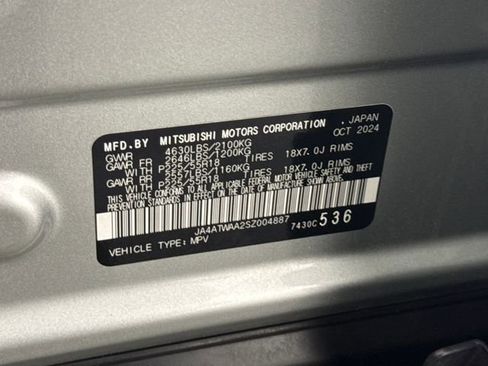 MFD.BY MITSUBISHI MOTORS CORPORATION, JAPAN
GVWR 4630LBS/2100KG OCT 2024
GAWR FR 2646LBS/1200KG
WITH P225/55R18 TIRES 18X7.0J RIMS
GAWR RR 2557LBS/1160KG
WITH P225/55R18 TIRES 18X7.0J RIMS
THIS VEHICLE CONFORMS TO ALL APPLICABLE FEDERAL MOTOR VEHICLE SAFETY AND THEFT
PREVENTION STANDARDS IN EFFECT ON THE DATE OF MANUFACTURE SHOWN ABOVE.
JA4ATWAA2SZ004887 7430C 536
VEHICLE TYPE: MPV